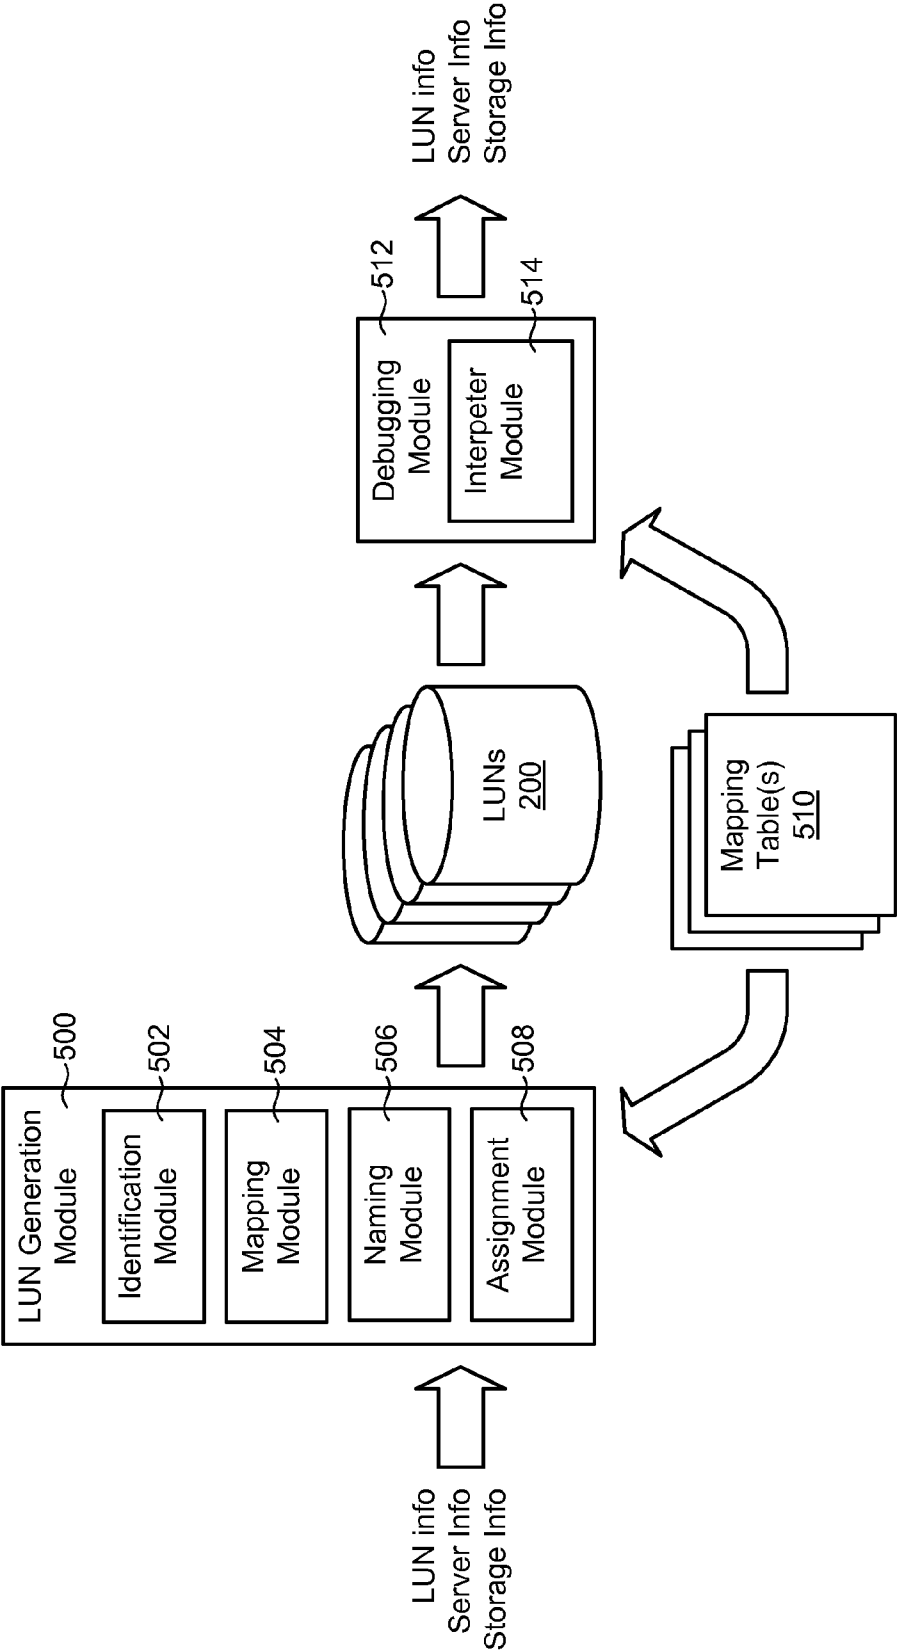 LUN info
Server Info
Storage Info
LUN Generation
Module
500
Identification
Module
502
Mapping
Module
504
Naming
Module
506
Assignment
Module
508
LUNs
200
Mapping
Table(s)
510
Debugging
Module
512
Interpeter
Module
514
LUN info
Server Info
Storage Info